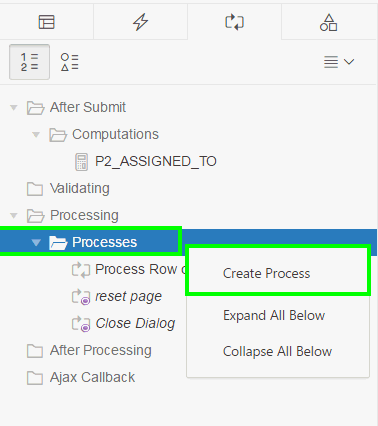 After Submit
Computations
P2_ASSIGNED_TO
Validating
Processing
Processes
Process Row
Create Process
reset page
Expand All Below
Close Dialog
After Processing
Collapse All Below
Ajax Callback